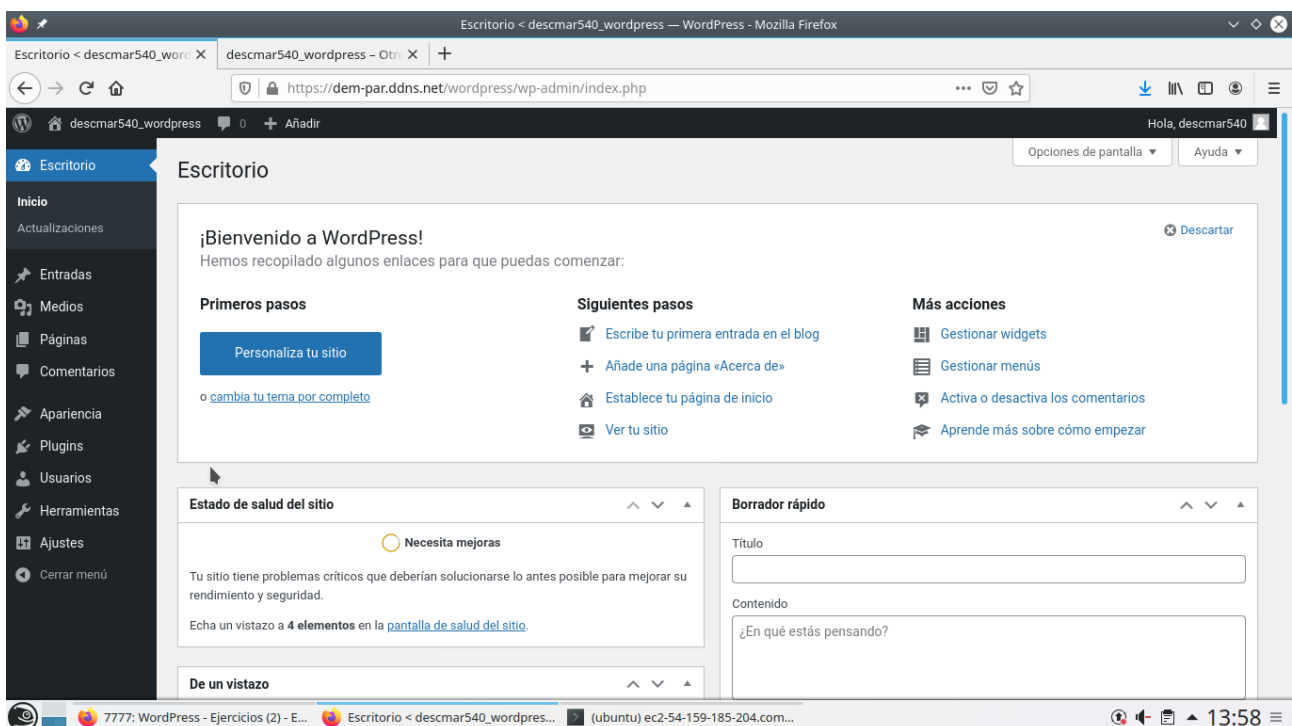 Escritorio < descmar540_wordpress — WordPress - Mozilla Firefox
Escritorio < descmar540_word
descmar540_wordpress – Otro
https://dem-par.ddns.net/wordpress/wp-admin/index.php
descmar540_wordpress 0 Añadir
Hola, descmar540
Opciones de pantalla
Ayuda
Escritorio
Inicio
Actualizaciones
Entradas
Medios
Páginas
Comentarios
Apariencia
Plugins
Usuarios
Herramientas
Ajustes
Cerrar menú
Escritorio
¡Bienvenido a WordPress!
Descartar
Hemos recopilado algunos enlaces para que puedas comenzar:
Primeros pasos
Personaliza tu sitio
o cambia tu tema por completo
Siguientes pasos
Escribe tu primera entrada en el blog
Añade una página «Acerca de»
Establece tu página de inicio
Ver tu sitio
Más acciones
Gestionar widgets
Gestionar menús
Activa o desactiva los comentarios
Aprende más sobre cómo empezar
Estado de salud del sitio
Necesita mejoras
Tu sitio tiene problemas críticos que deberían solucionarse lo antes posible para mejorar su
rendimiento y seguridad.
Echa un vistazo a 4 elementos en la pantalla de salud del sitio.
De un vistazo
Borrador rápido
Título
Contenido
¿En qué estás pensando?
7777: WordPress - Ejercicios (2) - E...
Escritorio < descmar540_wordpres...
(ubuntu) ec2-54-159-185-204.com...
13:58